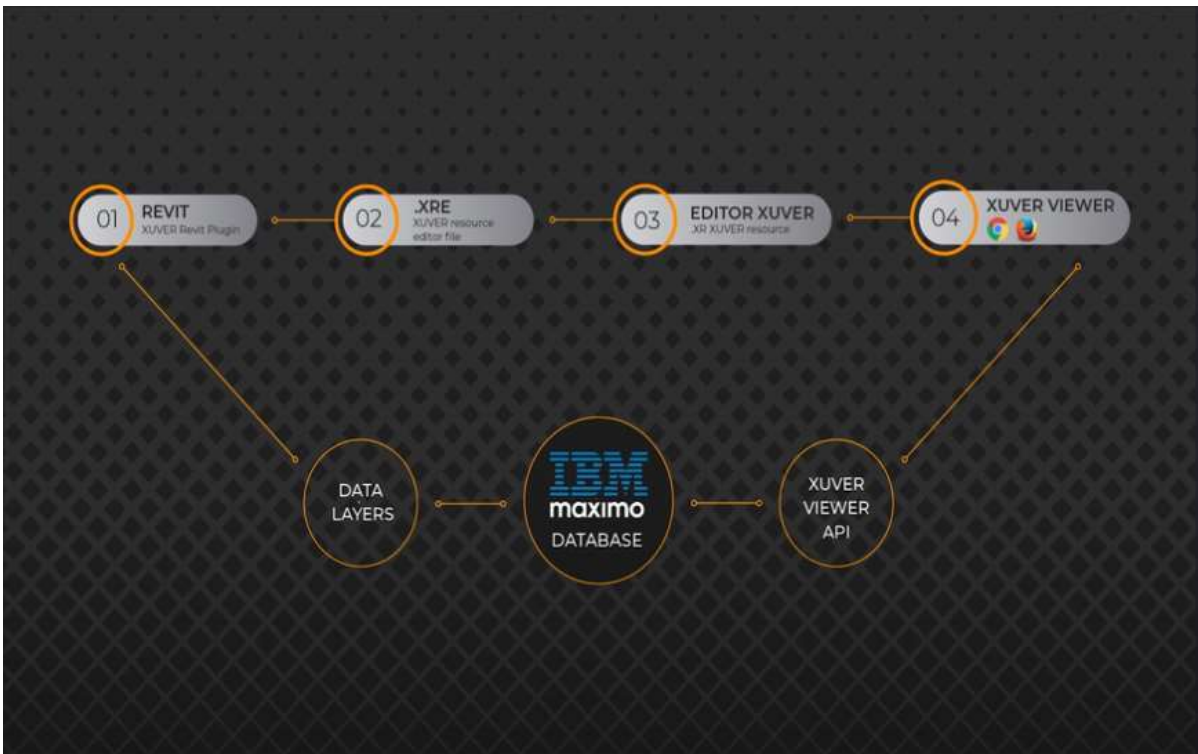 01
REVIT
XUVER Revit Plugin
02
.XRE
XUVER resource
editor file
03
EDITOR XUVER
.XR XUVER resource
04
XUVER VIEWER
DATA
LAYERS
IBM
maximo
DATABASE
XUVER
VIEWER
API